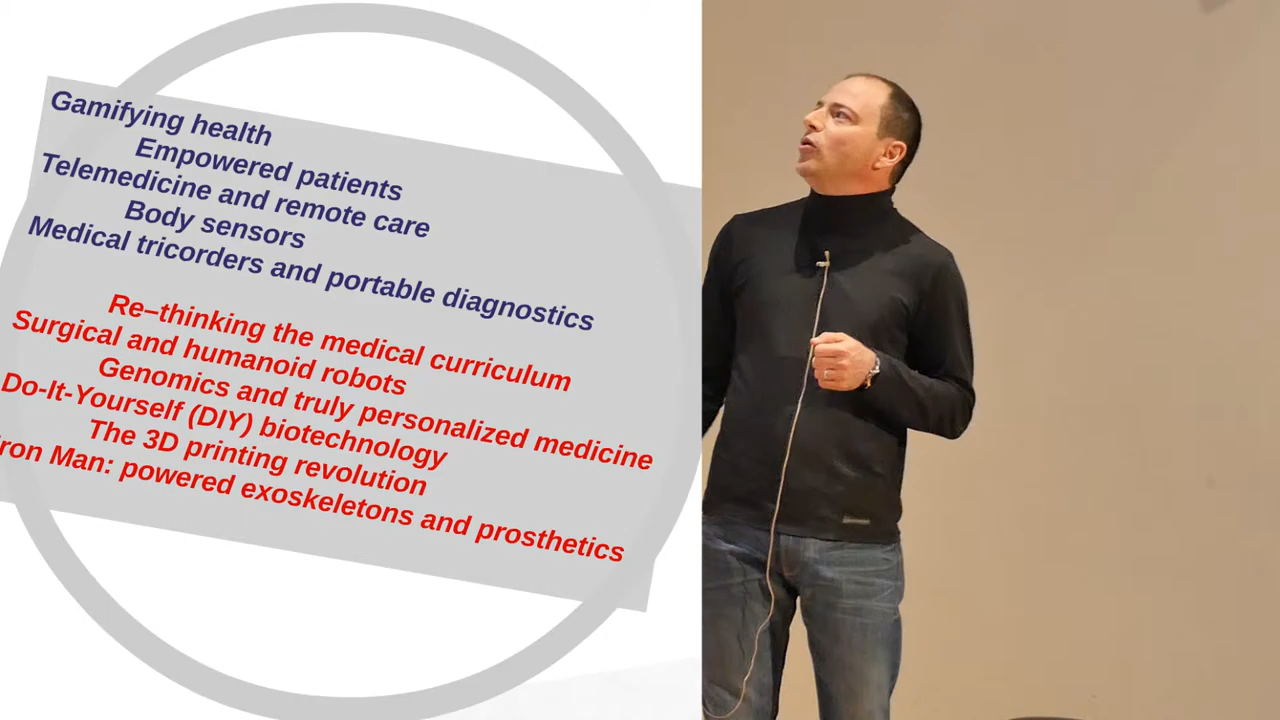 Gamifying health
Empowered patients
Telemedicine and remote care
Body sensors
Medical tricorders and portable diagnostics
Re–thinking the medical curriculum
Surgical and humanoid robots
Genomics and truly personalized medicine
Do-It-Yourself (DIY) biotechnology
The 3D printing revolution
Iron Man: powered exoskeletons and prosthetics